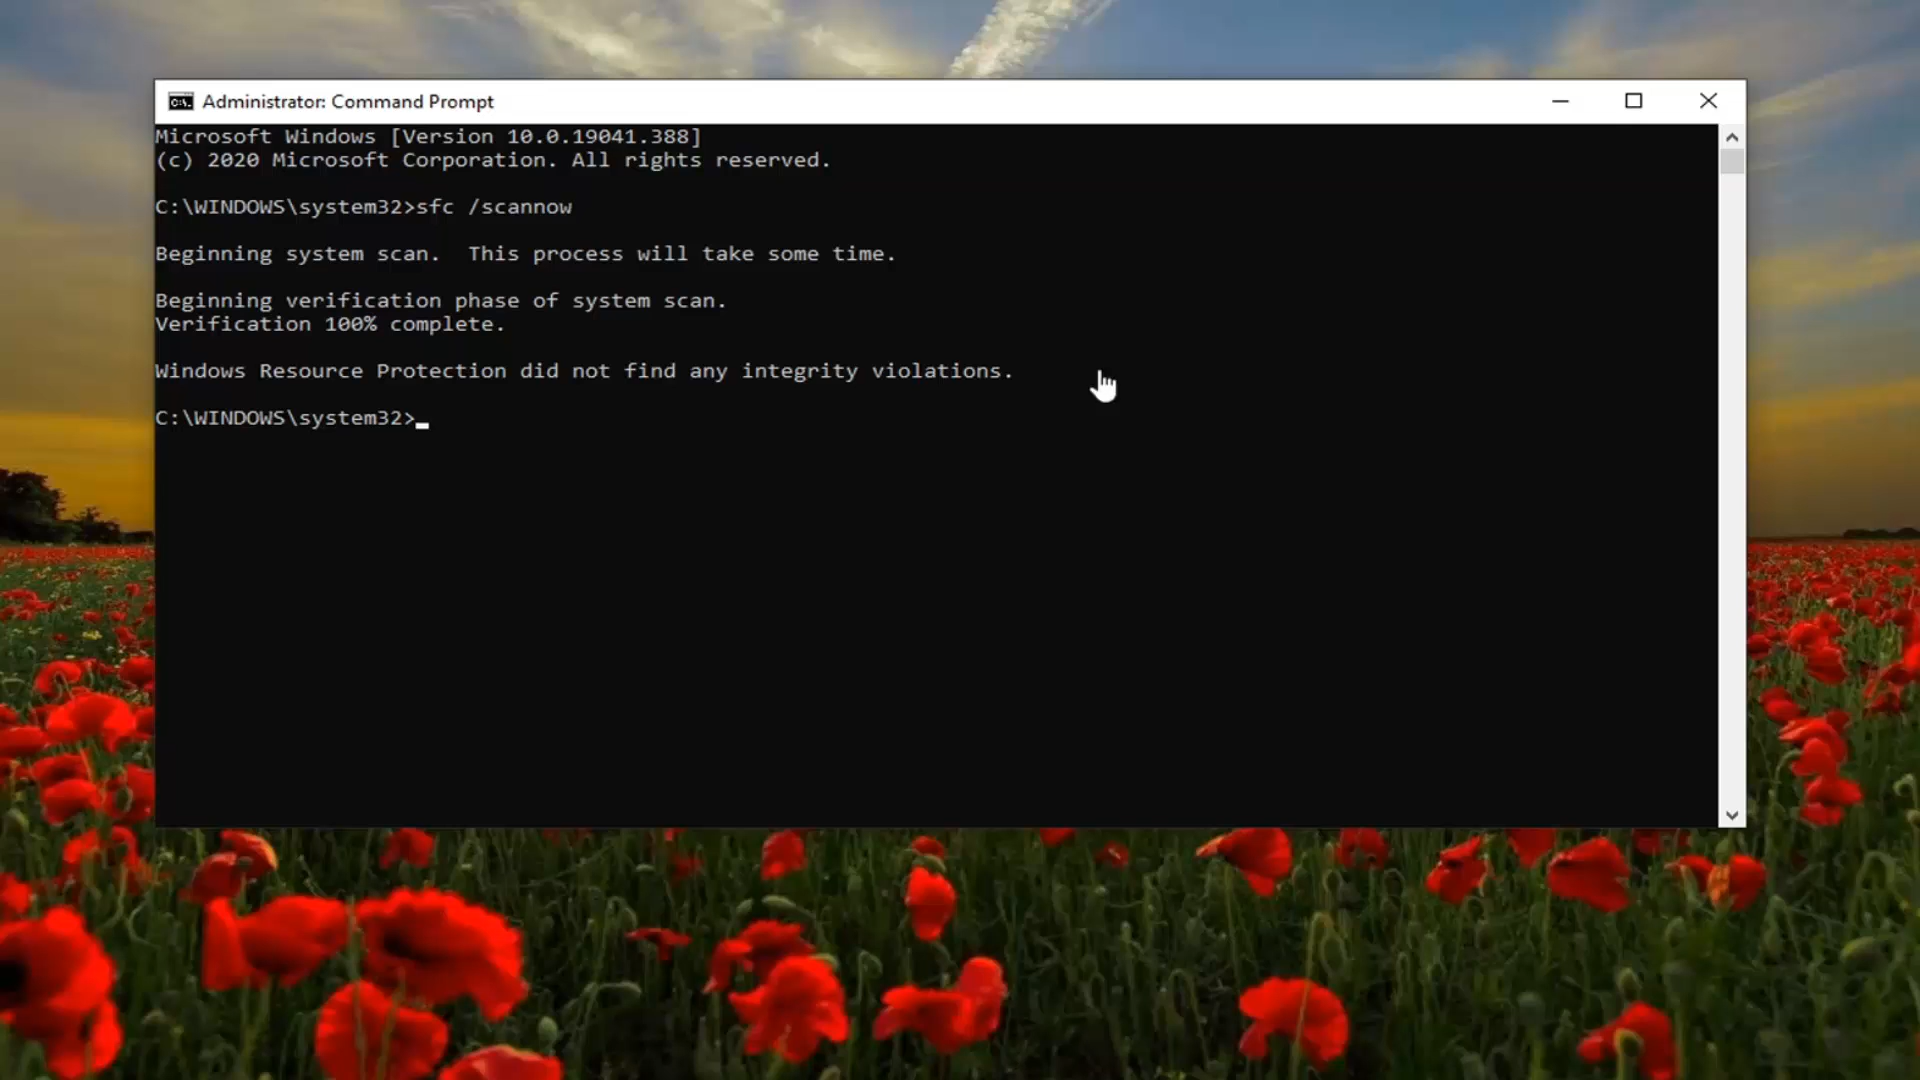 Administrator: Command Prompt
Microsoft Windows [Version 10.0.19041.388]
(c) 2020 Microsoft Corporation. All rights reserved.
C:\WINDOWS\system32>sfc /scannow
Beginning system scan.  This process will take some time.
Beginning verification phase of system scan.
Verification 100% complete.
Windows Resource Protection did not find any integrity violations.
C:\WINDOWS\system32>